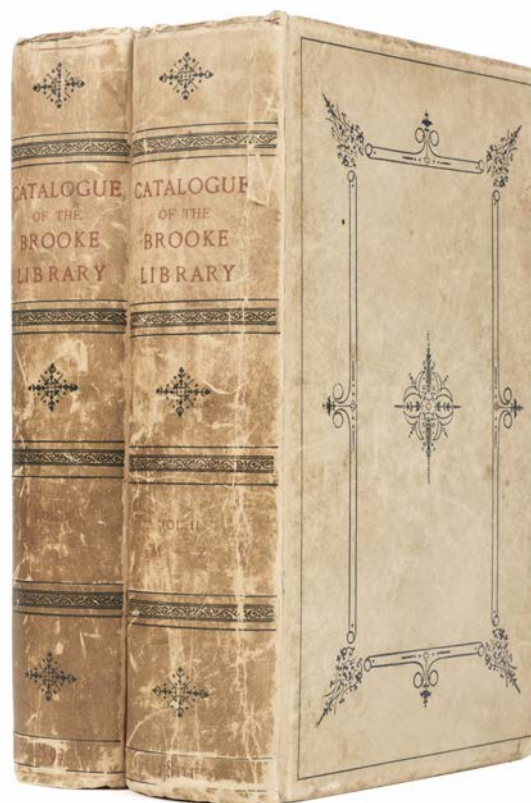 CATALOGUE
OF THE
BROOKE
LIBRARY
CATALOGUE
OF THE
BROOKE
LIBRARY
VOL II